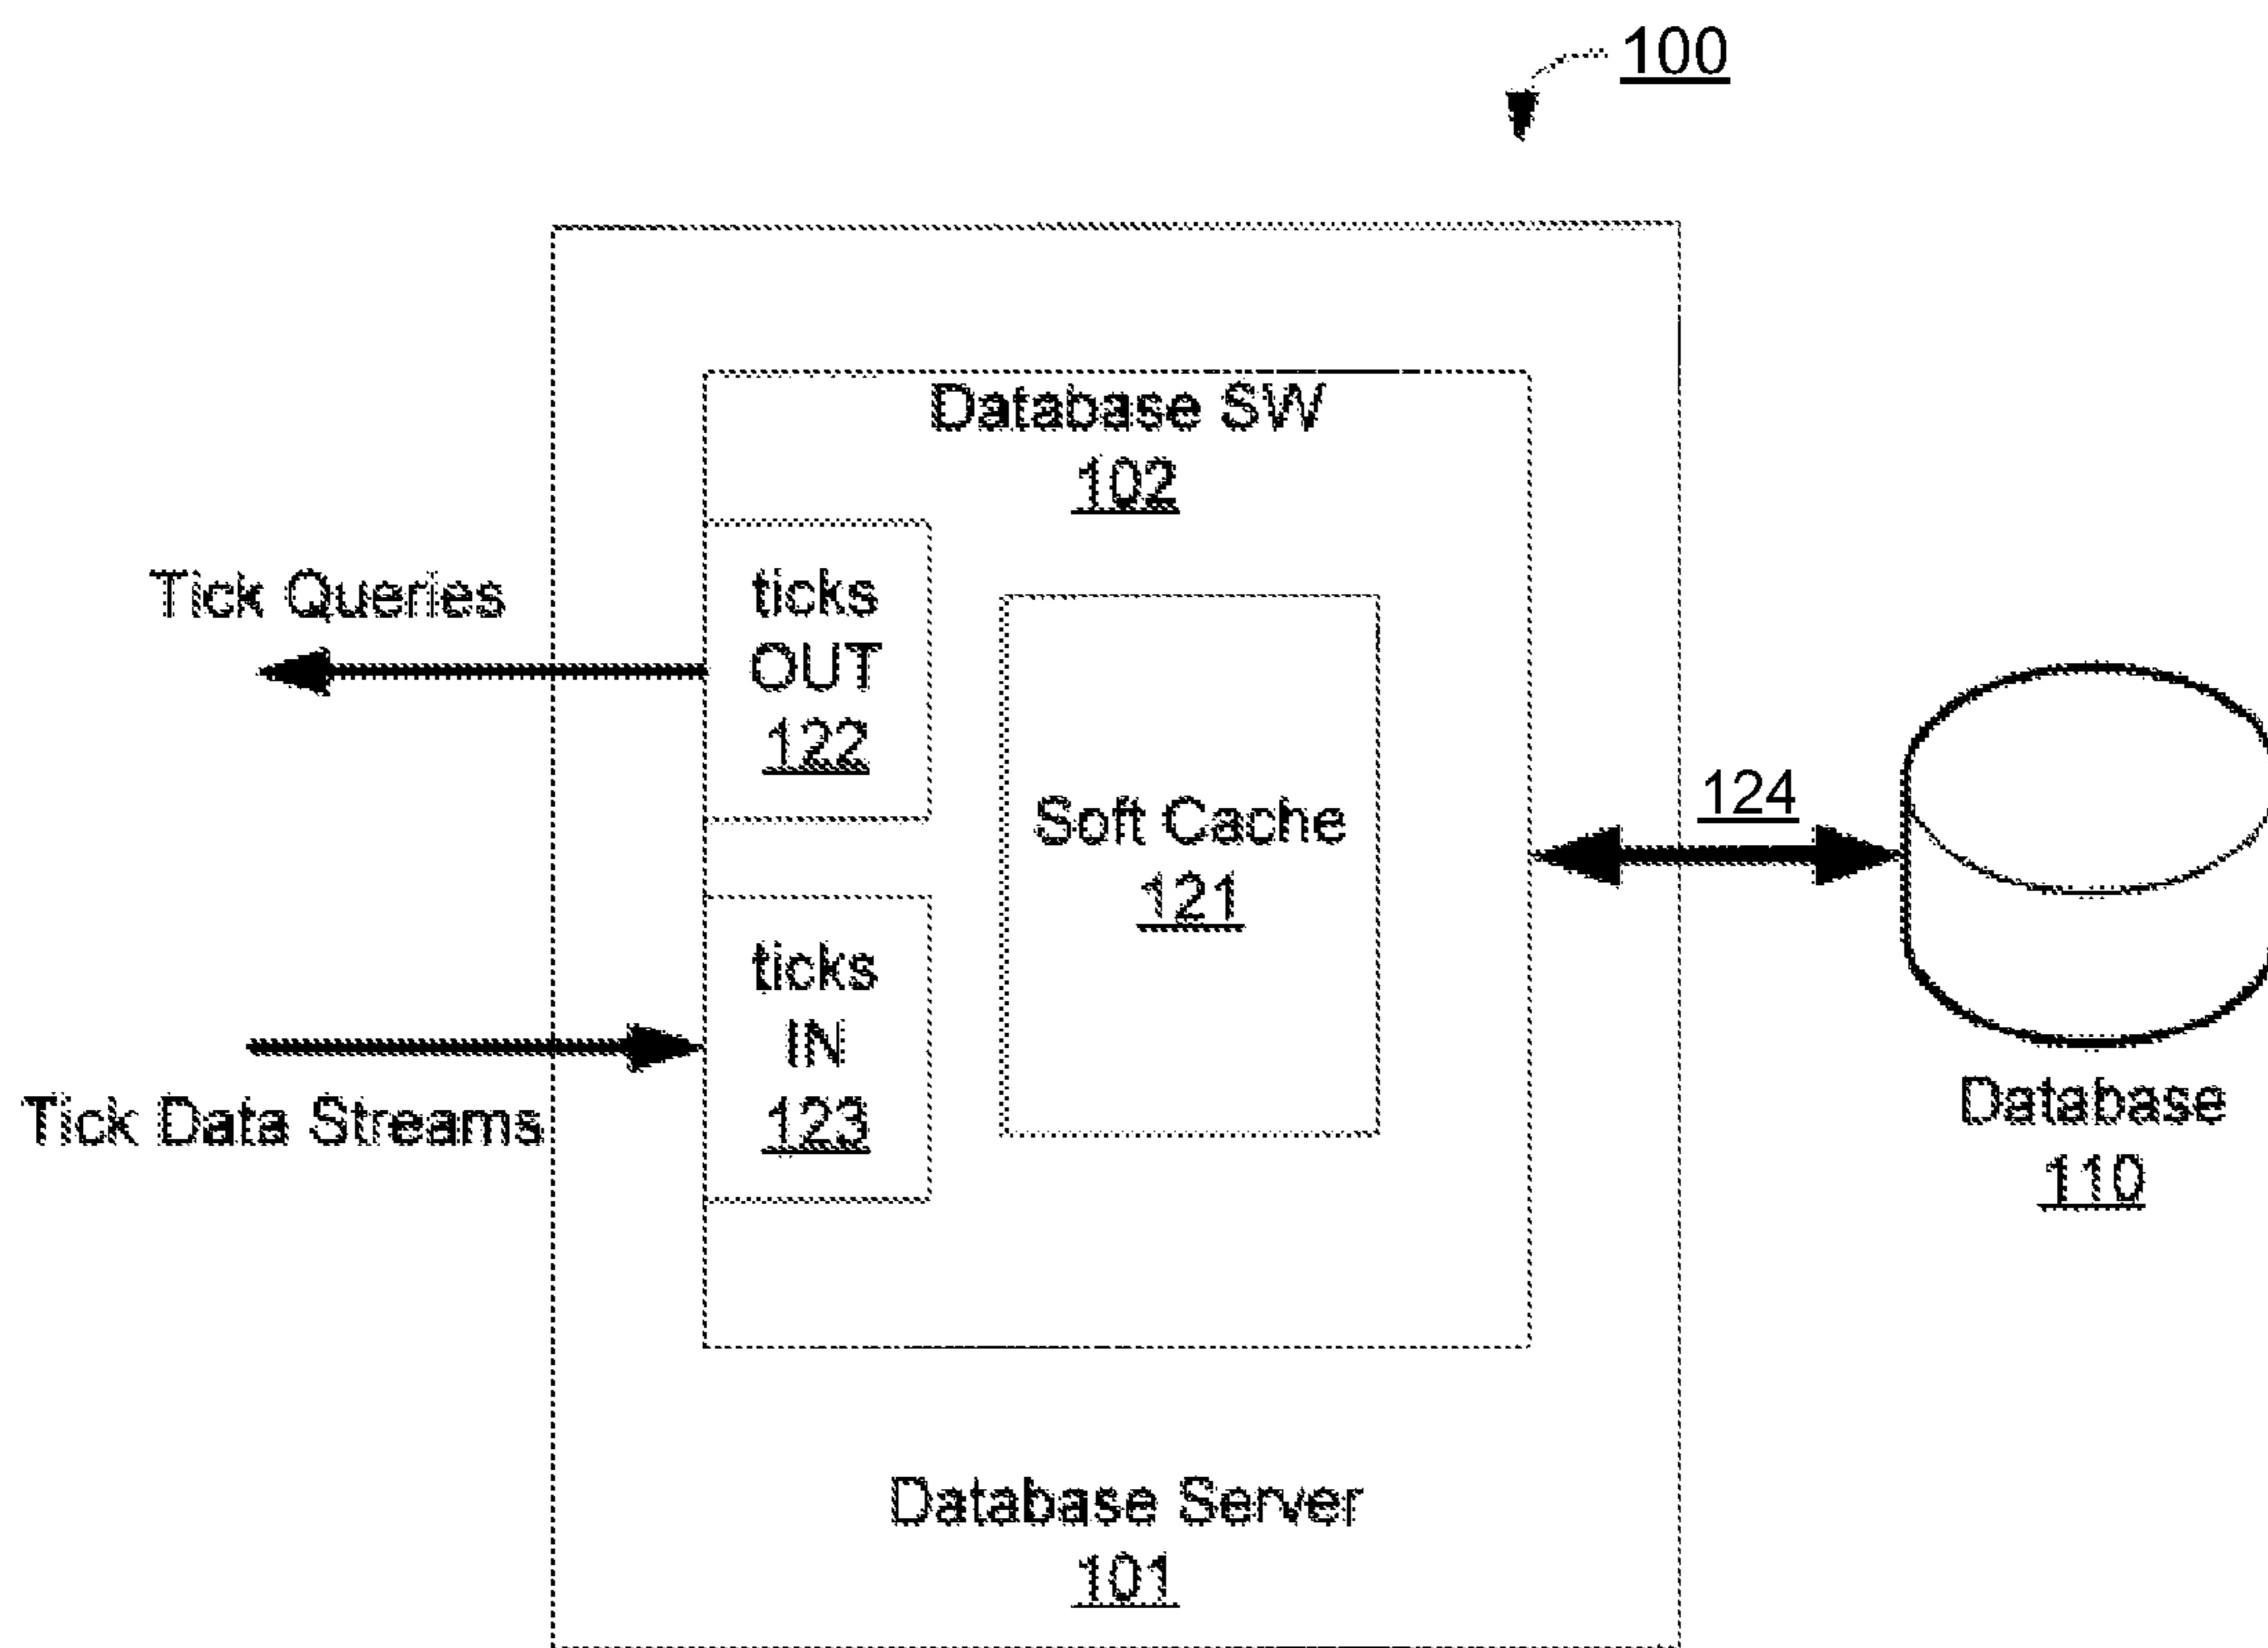 100
Database SW
102
Tick Queries
ticks
OUT
122
Soft Cache
121
124
ticks
IN
123
Tick Data Streams
Database
110
Database Server
101